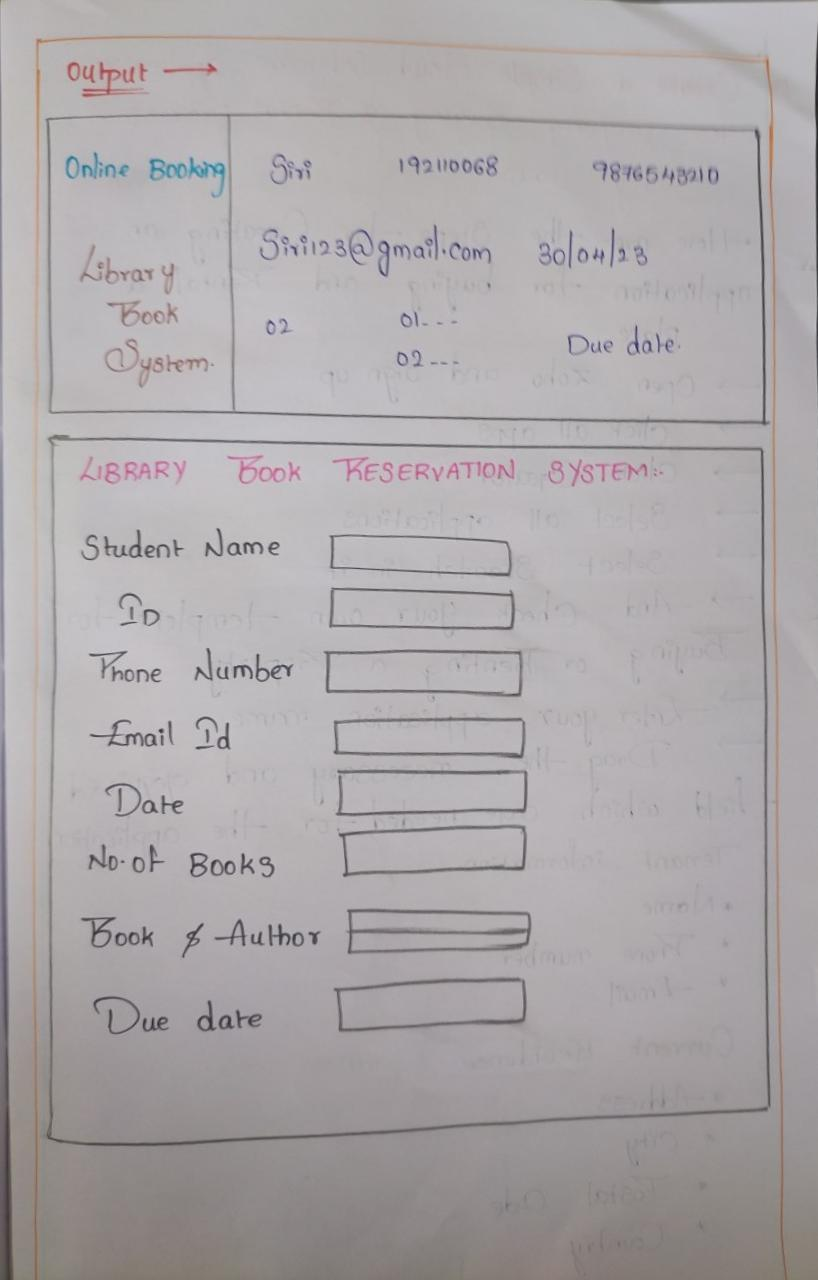 Output →
Online Booking
Library
Book
System.
Siri 192110068 9876543210
Siri123@gmail.com 30/04/23
02 01---
02--- Due date.
LIBRARY BOOK RESERVATION SYSTEM:-
Student Name
ID
Phone Number
Email Id
Date
No. of Books
Book & Author
Due date